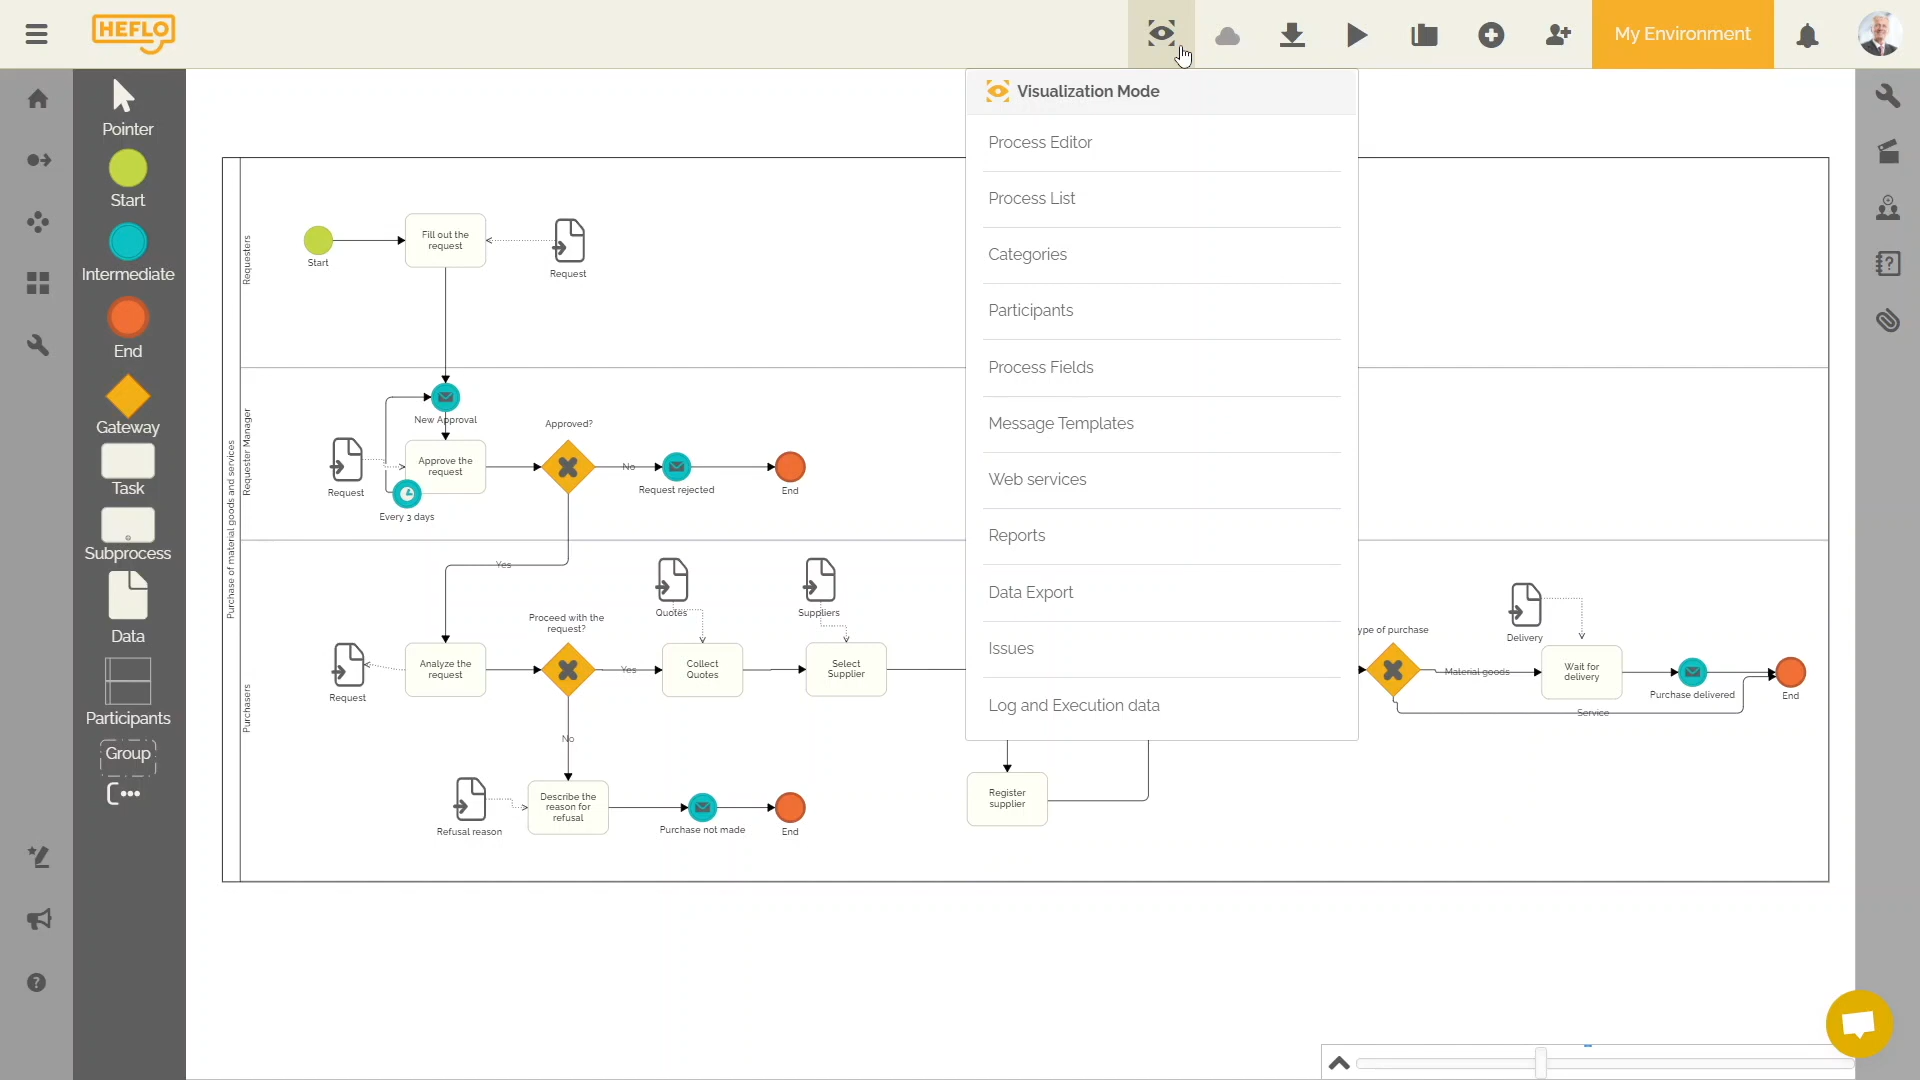 HEFLO
My Environment
Visualization Mode
Process Editor
Process List
Categories
Participants
Process Fields
Message Templates
Web services
Reports
Data Export
Issues
Log and Execution data
Pointer
Start
Intermediate
End
Gateway
Task
Subprocess
Data
Participants
Group
Purchase of material goods and services
Requesters
Start
Fill out the
request
Request
Requester Manager
New Approval
Approved?
Request
Approve the
request
Every 3 days
No
Request rejected
End
Yes
Purchasers
Request
Analyze the
request
Proceed with the
request?
Yes
Quotes
Collect
Quotes
Suppliers
Select
Supplier
ype of purchase
Material goods
Delivery
Wait for
delivery
Purchase delivered
End
Service
No
Refusal reason
Describe the
reason for
refusal
Purchase not made
End
Register
supplier